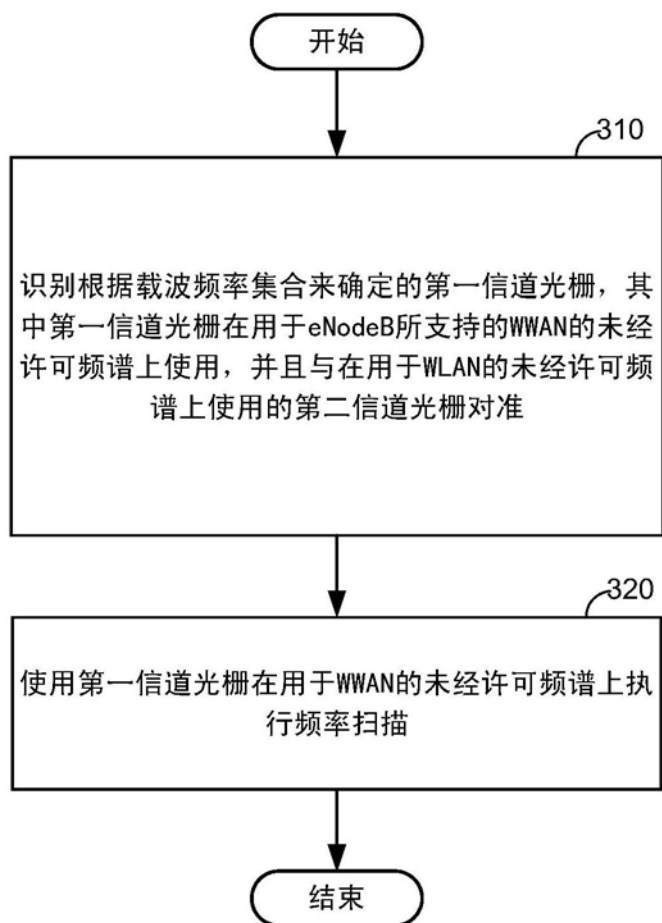 开始
310
识别根据载波频率集合来确定的第一信道光栅，其
中第一信道光栅在用于eNodeB所支持的WWAN的未经
许可频谱上使用，并且与在用于WLAN的未经许可频
谱上使用的第二信道光栅对准
320
使用第一信道光栅在用于WWAN的未经许可频谱上执
行频率扫描
结束